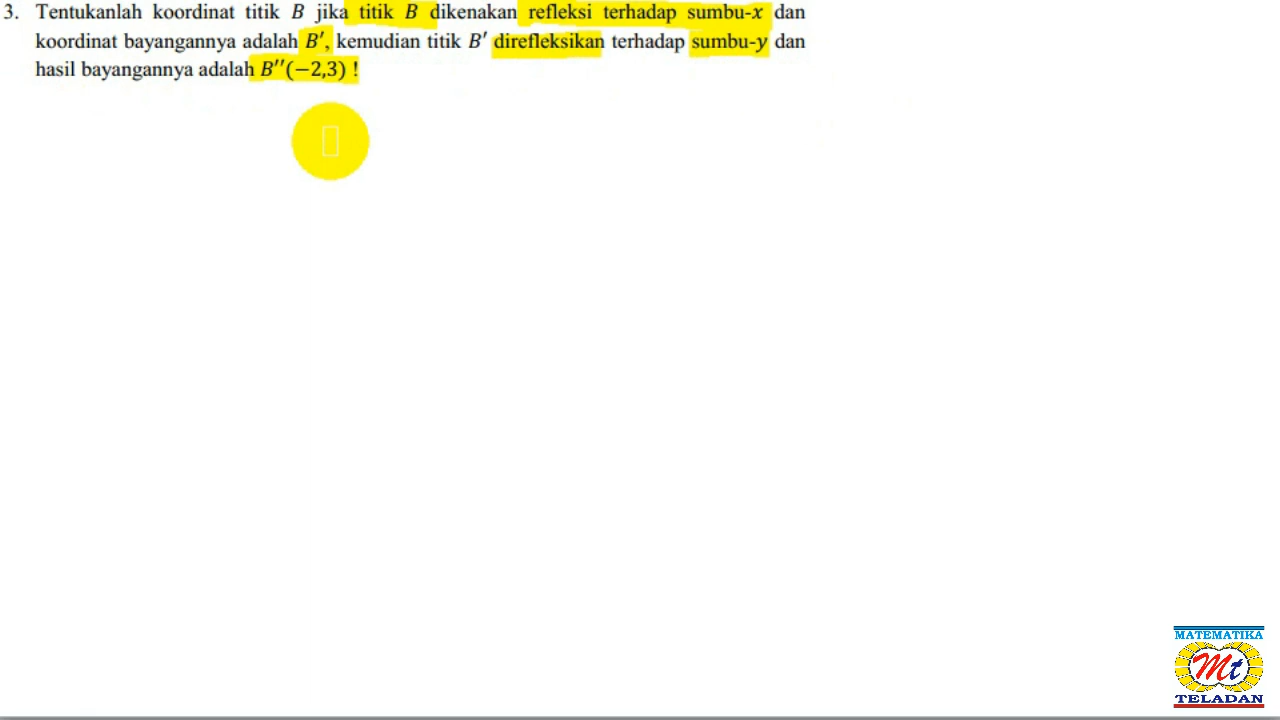 3. Tentukanlah koordinat titik B jika titik B dikenakan refleksi terhadap sumbu-x dan
koordinat bayangannya adalah B′, kemudian titik B′ direfleksikan terhadap sumbu-y dan
hasil bayangannya adalah B′′(−2,3) !
MATEMATIKA
Mt
TELADAN